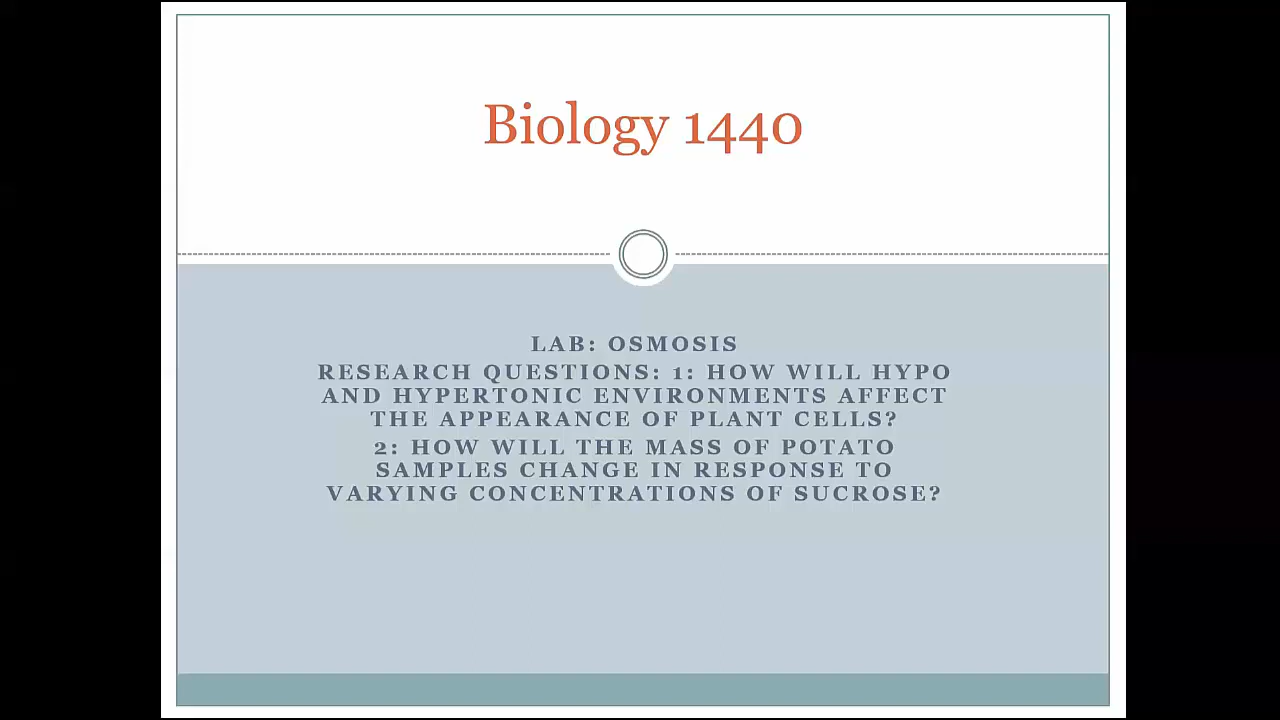 Biology 1440
LAB: OSMOSIS
RESEARCH QUESTIONS: 1: HOW WILL HYPO
AND HYPERTONIC ENVIRONMENTS AFFECT
THE APPEARANCE OF PLANT CELLS?
2: HOW WILL THE MASS OF POTATO
SAMPLES CHANGE IN RESPONSE TO
VARYING CONCENTRATIONS OF SUCROSE?